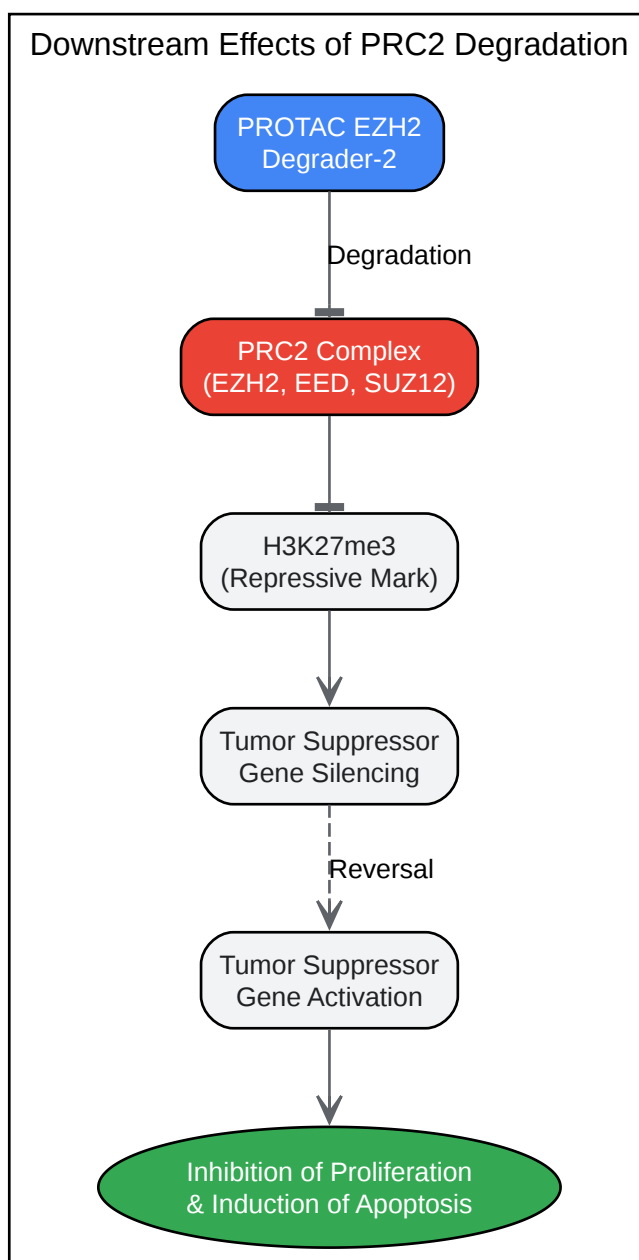 Downstream Effects of PRC2 Degradation
PROTAC EZH2
Degrader-2
Degradation
PRC2 Complex
(EZH2, EED, SUZ12)
H3K27me3
(Repressive Mark)
Tumor Suppressor
Gene Silencing
Reversal
Tumor Suppressor
Gene Activation
Inhibition of Proliferation
& Induction of Apoptosis